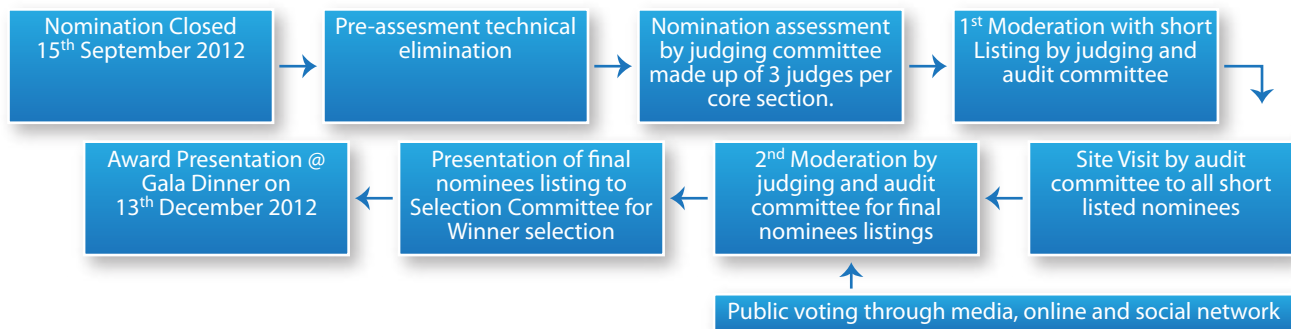 Nomination Closed
15th September 2012
Pre-assesment technical
elimination
Nomination assessment
by judging committee
made up of 3 judges per
core section.
1st Moderation with short
Listing by judging and
audit committee
Site Visit by audit
committee to all short
listed nominees
2nd Moderation by
judging and audit
committee for final
nominees listings
Presentation of final
nominees listing to
Selection Committee for
Winner selection
Award Presentation @
Gala Dinner on
13th December 2012
Public voting through media, online and social network